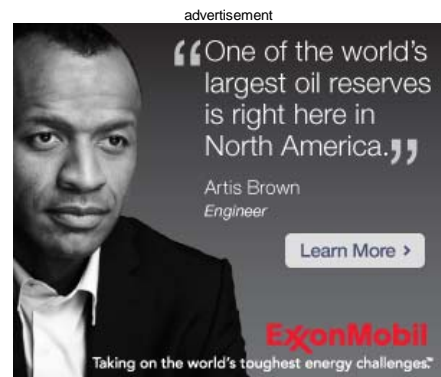 advertisement
“One of the world's
largest oil reserves
is right here in
North America.”
Artis Brown
Engineer
Learn More >
ExxonMobil
Taking on the world's toughest energy challenges.™